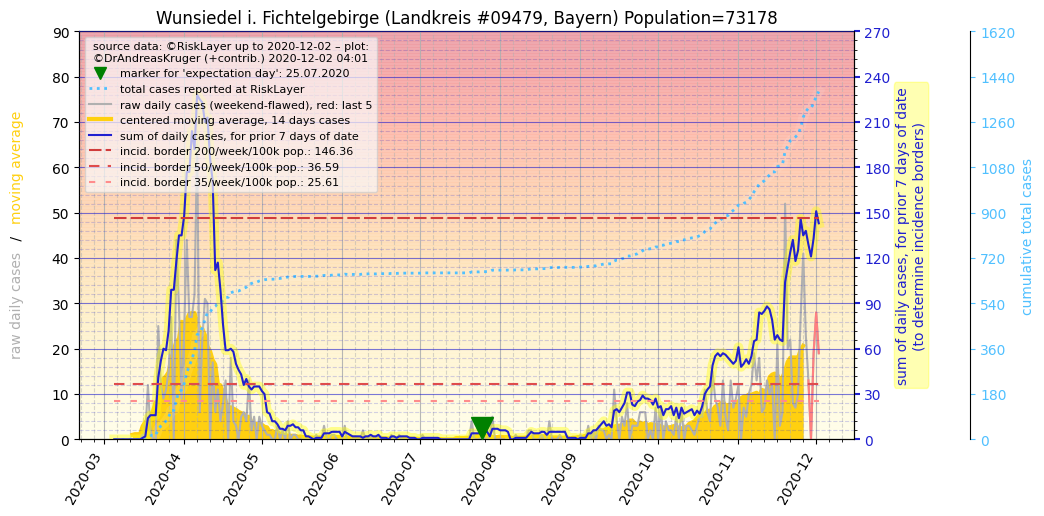 Wunsiedel i. Fichtelgebirge (Landkreis #09479, Bayern) Population=73178
source data: ©RiskLayer up to 2020-12-02 – plot:
©DrAndreasKruger (+contrib.) 2020-12-02 04:01
marker for 'expectation day': 25.07.2020
total cases reported at RiskLayer
raw daily cases (weekend-flawed), red: last 5
centered moving average, 14 days cases
sum of daily cases, for prior 7 days of date
incid. border 200/week/100k pop.: 146.36
incid. border 50/week/100k pop.: 36.59
incid. border 35/week/100k pop.: 25.61
raw daily cases / moving average
90
80
70
60
50
40
30
20
10
0
2020-03
2020-04
2020-05
2020-06
2020-07
2020-08
2020-09
2020-10
2020-11
2020-12
270
240
210
180
150
120
90
60
30
0
sum of daily cases, for prior 7 days of date
(to determine incidence borders)
1620
1440
1260
1080
900
720
540
360
180
0
cumulative total cases